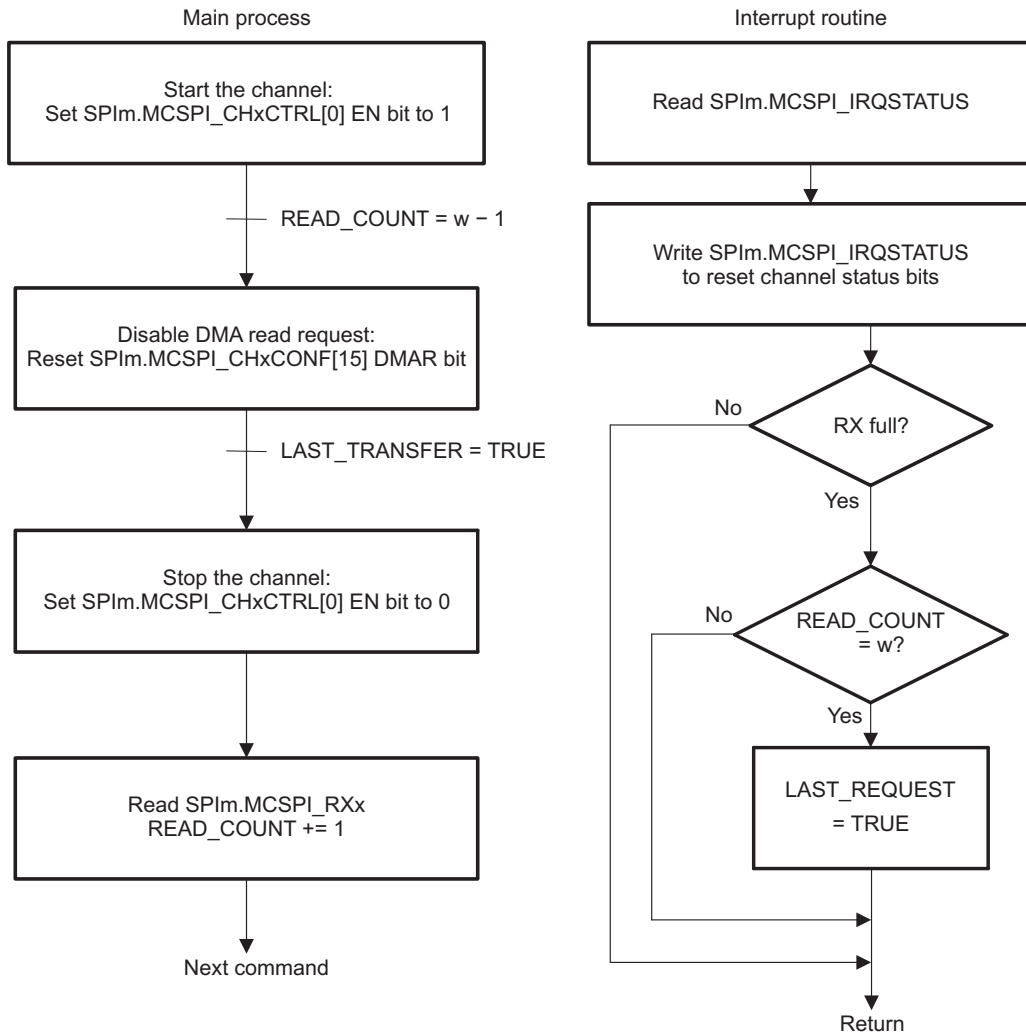 Main process
Start the channel:
Set SPIm.MCSPI_CHxCTRL[0] EN bit to 1
READ_COUNT = w − 1
Disable DMA read request:
Reset SPIm.MCSPI_CHxCONF[15] DMAR bit
LAST_TRANSFER = TRUE
Stop the channel:
Set SPIm.MCSPI_CHxCTRL[0] EN bit to 0
Read SPIm.MCSPI_RXx
READ_COUNT += 1
Next command
Interrupt routine
Read SPIm.MCSPI_IRQSTATUS
Write SPIm.MCSPI_IRQSTATUS
to reset channel status bits
RX full?
No
Yes
READ_COUNT
= w?
No
Yes
LAST_REQUEST
= TRUE
Return